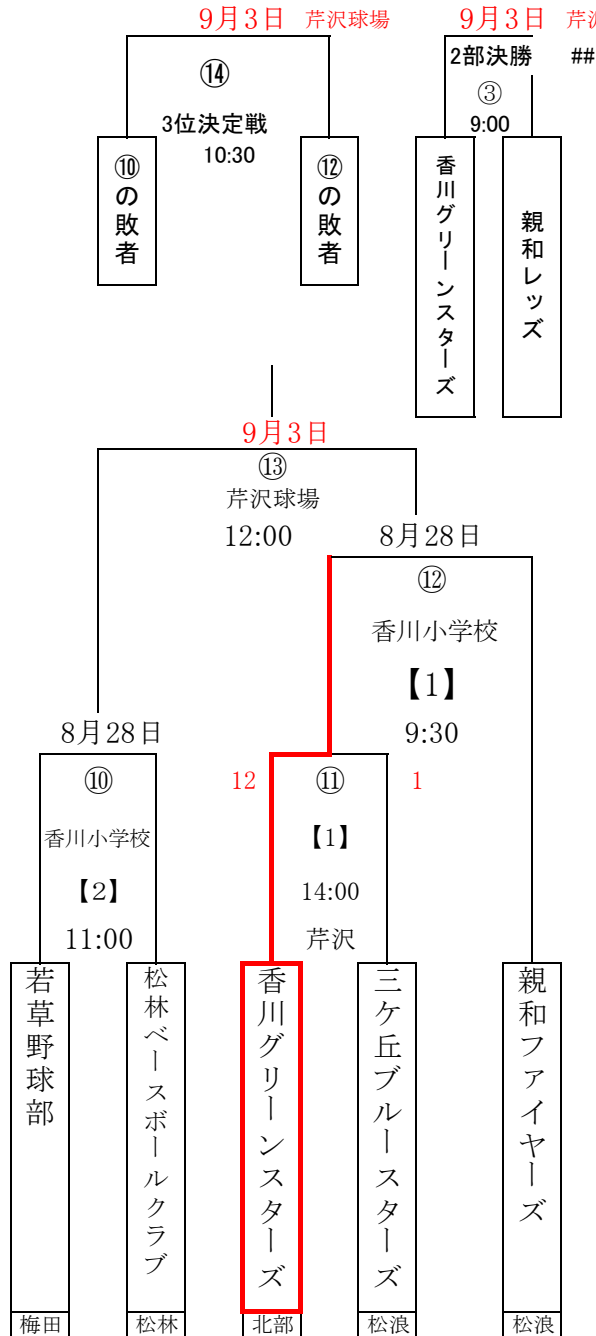 9月3日 芹沢球場
⑭
3位決定戦
10:30
⑩の敗者
⑫の敗者
9月3日
2部決勝 ##
③
9:00
香川グリーンスターズ
親和レッズ
9月3日
⑬
芹沢球場
12:00
8月28日
⑫
香川小学校
【1】
9:30
8月28日
⑩
香川小学校
【2】
11:00
12
⑪
1
【1】
14:00
芹沢
若草野球部
松林ベースボールクラブ
香川グリーンスターズ
三ケ丘ブルースターズ
親和ファイヤーズ
梅田
松林
北部
松浪
松浪